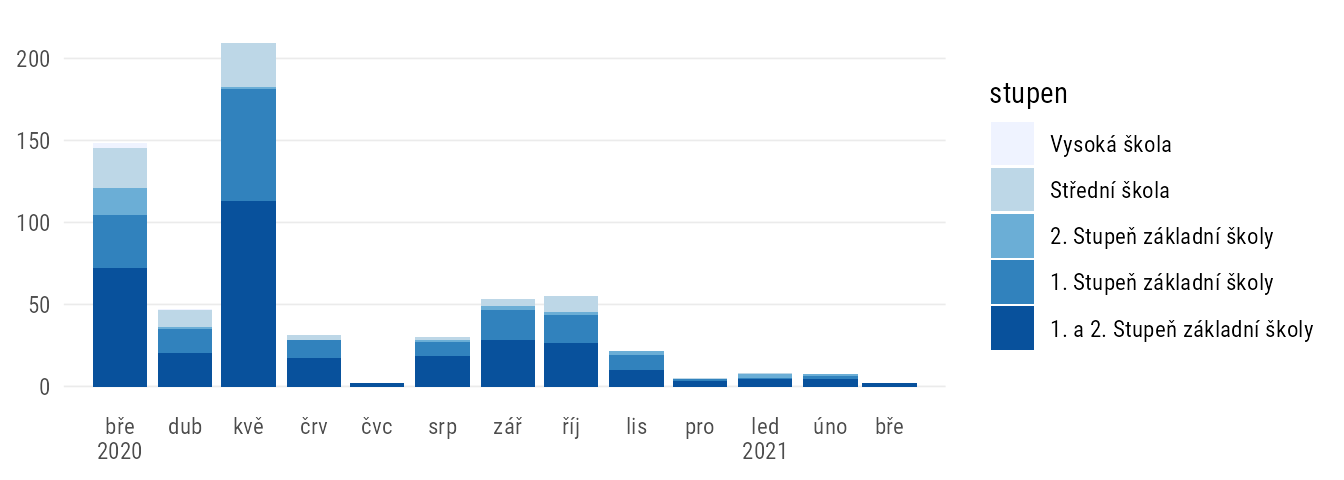 200
150
100
50
0
bře dub kvě črv čvc srp zář říj lis pro led úno bře
2020 2021
stupen
Vysoká škola
Střední škola
2. Stupeň základní školy
1. Stupeň základní školy
1. a 2. Stupeň základní školy